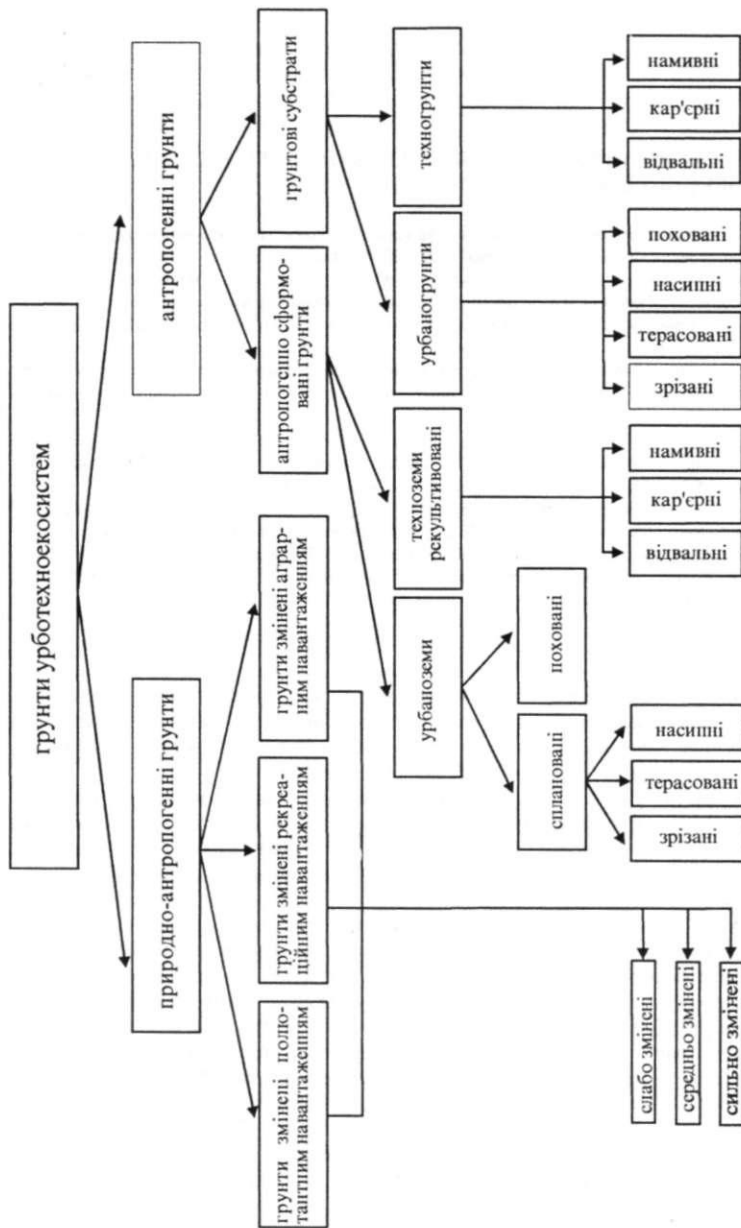 грунти урботехноекосистем
природно-антропогенні грунти
антропогенні грунти
грунти змінені полю-
тантним навантаженням
грунти змінені рекреа-
ційним навантаженням
грунти змінені аграр-
ним навантаженням
антропогенно сформо-
вані грунти
грунтові субстрати
урбаноземи
техноземи
рекультивовані
урбаногрунти
техногрунти
сплановані
поховані
слабо змінені
середньо змінені
сильно змінені
зрізані
терасовані
насипні
відвальні
кар'єрні
намивні
зрізані
терасовані
насипні
поховані
відвальні
кар'єрні
намивні